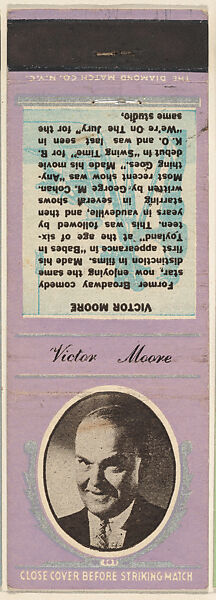 THE DIAMOND MATCH CO. N.Y.C.
VICTOR MOORE
Former Broadway comedy
star, now enjoying the same
distinction in films. Made his
first appearance in "Babes in
Toyland" at the age of six-
teen. This was followed by
years in vaudeville, and then
starring in several shows
written by George M. Cohan.
Most recent show was "Any-
thing Goes." Made his movie
debut in "Swing Time" for R.
K. O. and was last seen in
"We're On The Jury" for the
same studio.
Victor Moore
CLOSE COVER BEFORE STRIKING MATCH